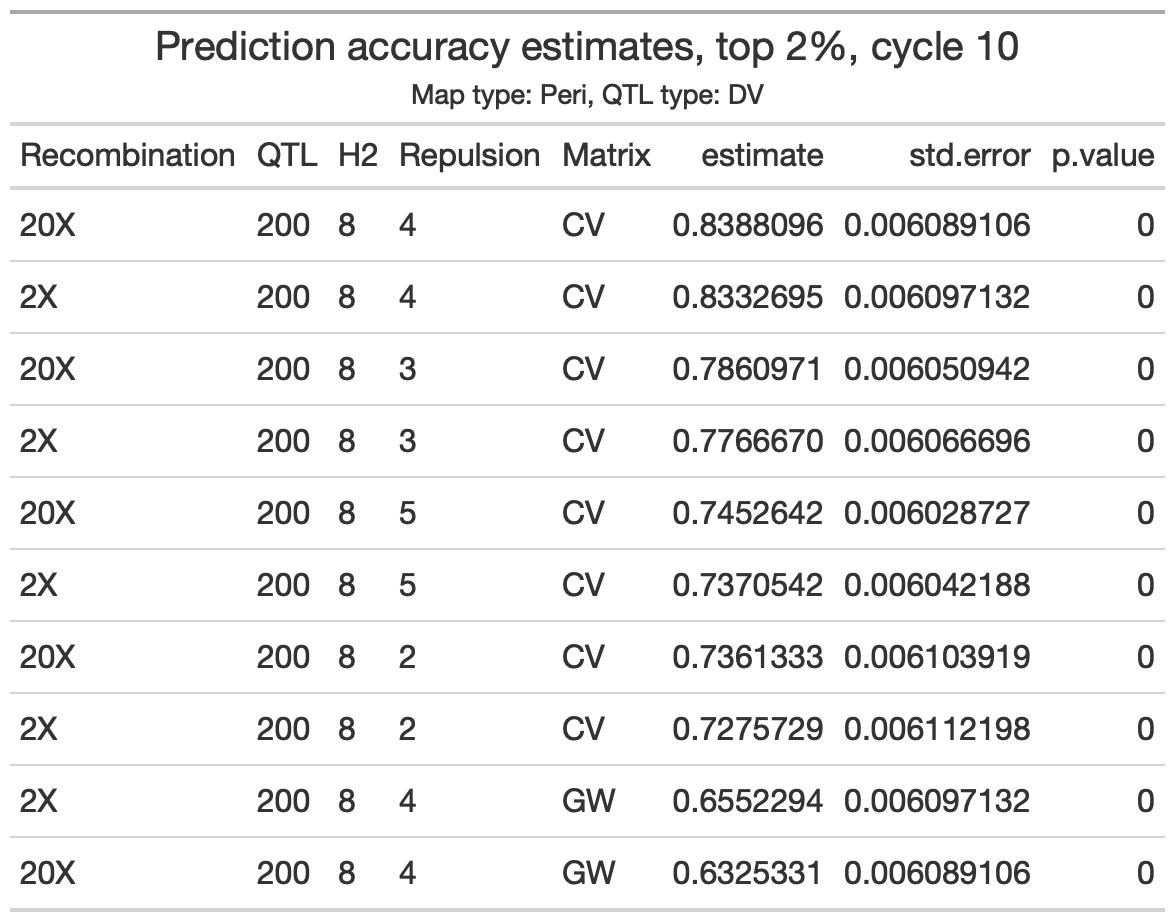 Prediction accuracy estimates, top 2%, cycle 10
Map type: Peri, QTL type: DV
Recombination QTL H2 Repulsion Matrix estimate std.error p.value
20X 200 8 4 CV 0.8388096 0.006089106 0
2X 200 8 4 CV 0.8332695 0.006097132 0
20X 200 8 3 CV 0.7860971 0.006050942 0
2X 200 8 3 CV 0.7766670 0.006066696 0
20X 200 8 5 CV 0.7452642 0.006028727 0
2X 200 8 5 CV 0.7370542 0.006042188 0
20X 200 8 2 CV 0.7361333 0.006103919 0
2X 200 8 2 CV 0.7275729 0.006112198 0
2X 200 8 4 GW 0.6552294 0.006097132 0
20X 200 8 4 GW 0.6325331 0.006089106 0